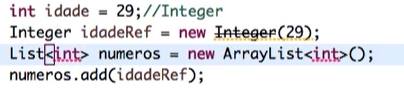 int idade = 29;//Integer
Integer idadeRef = new Integer(29);
List<int> numeros = new ArrayList<int>();
numeros.add(idadeRef);